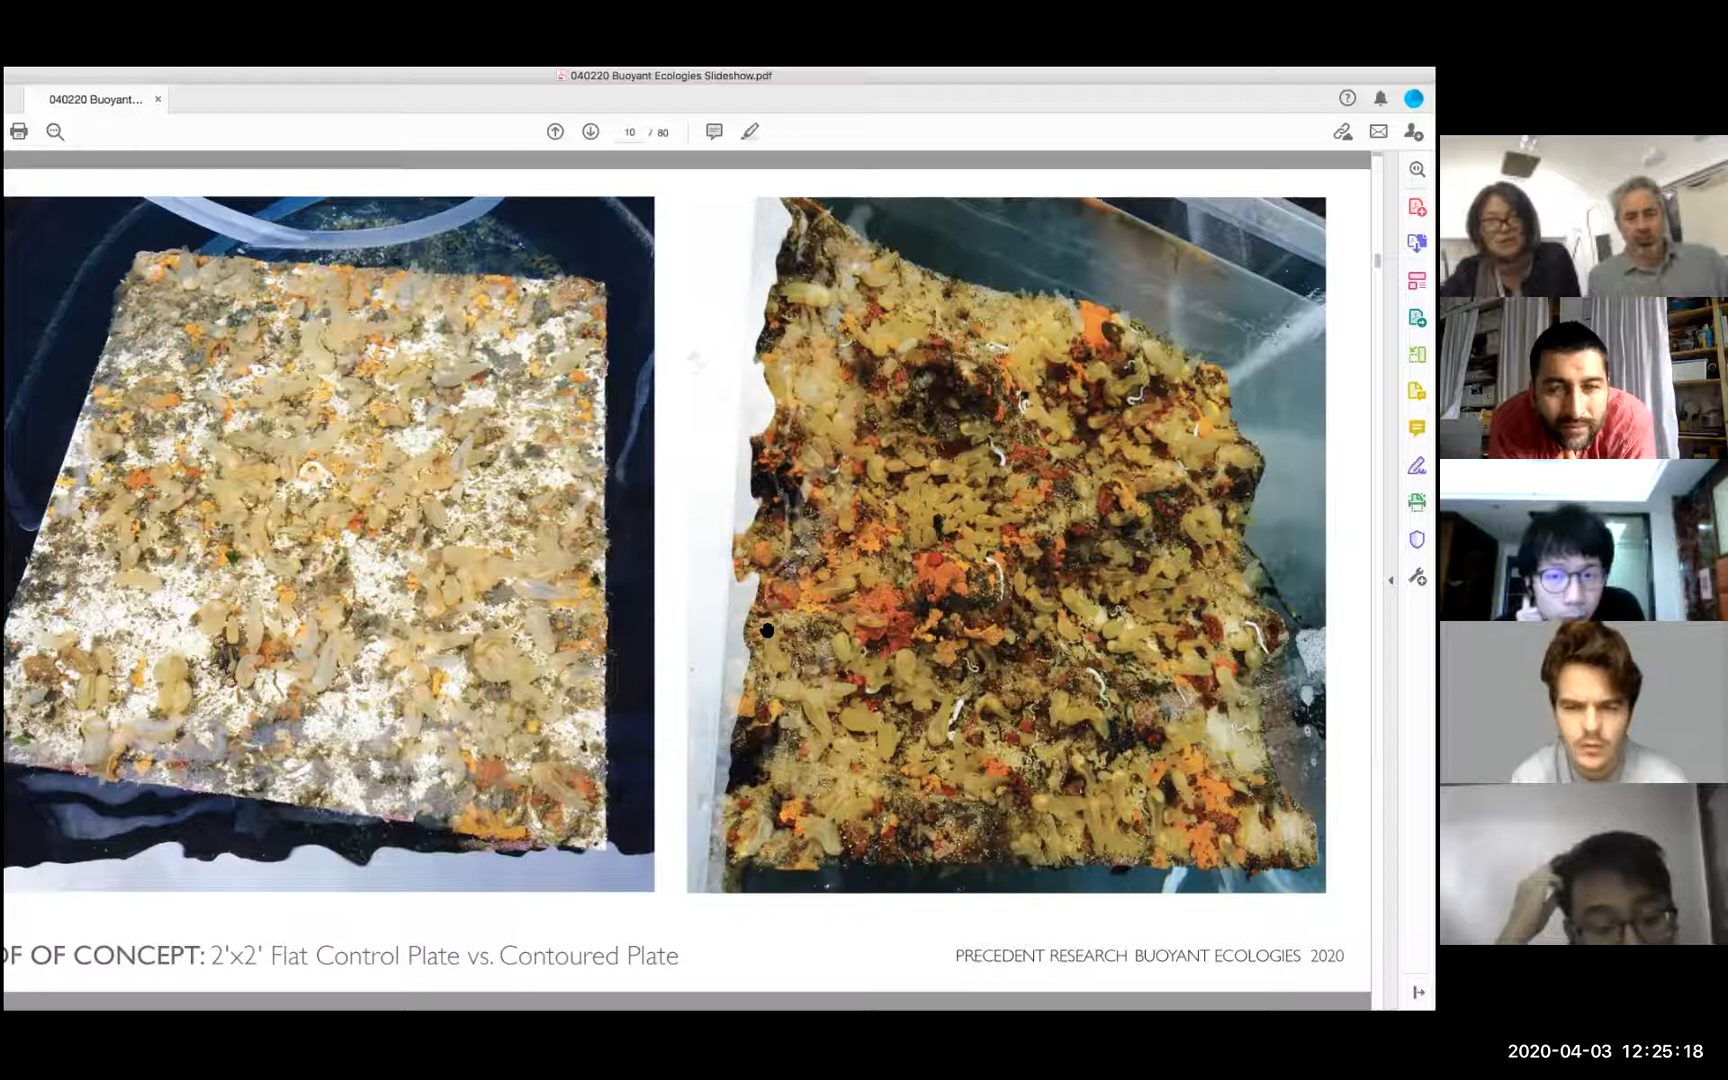 040220 Buoyant Ecologies Slideshow.pdf
040220 Buoyant... ×
10 / 80
OF OF CONCEPT: 2'x2' Flat Control Plate vs. Contoured Plate
PRECEDENT RESEARCH BUOYANT ECOLOGIES 2020
2020-04-03 12:25:18